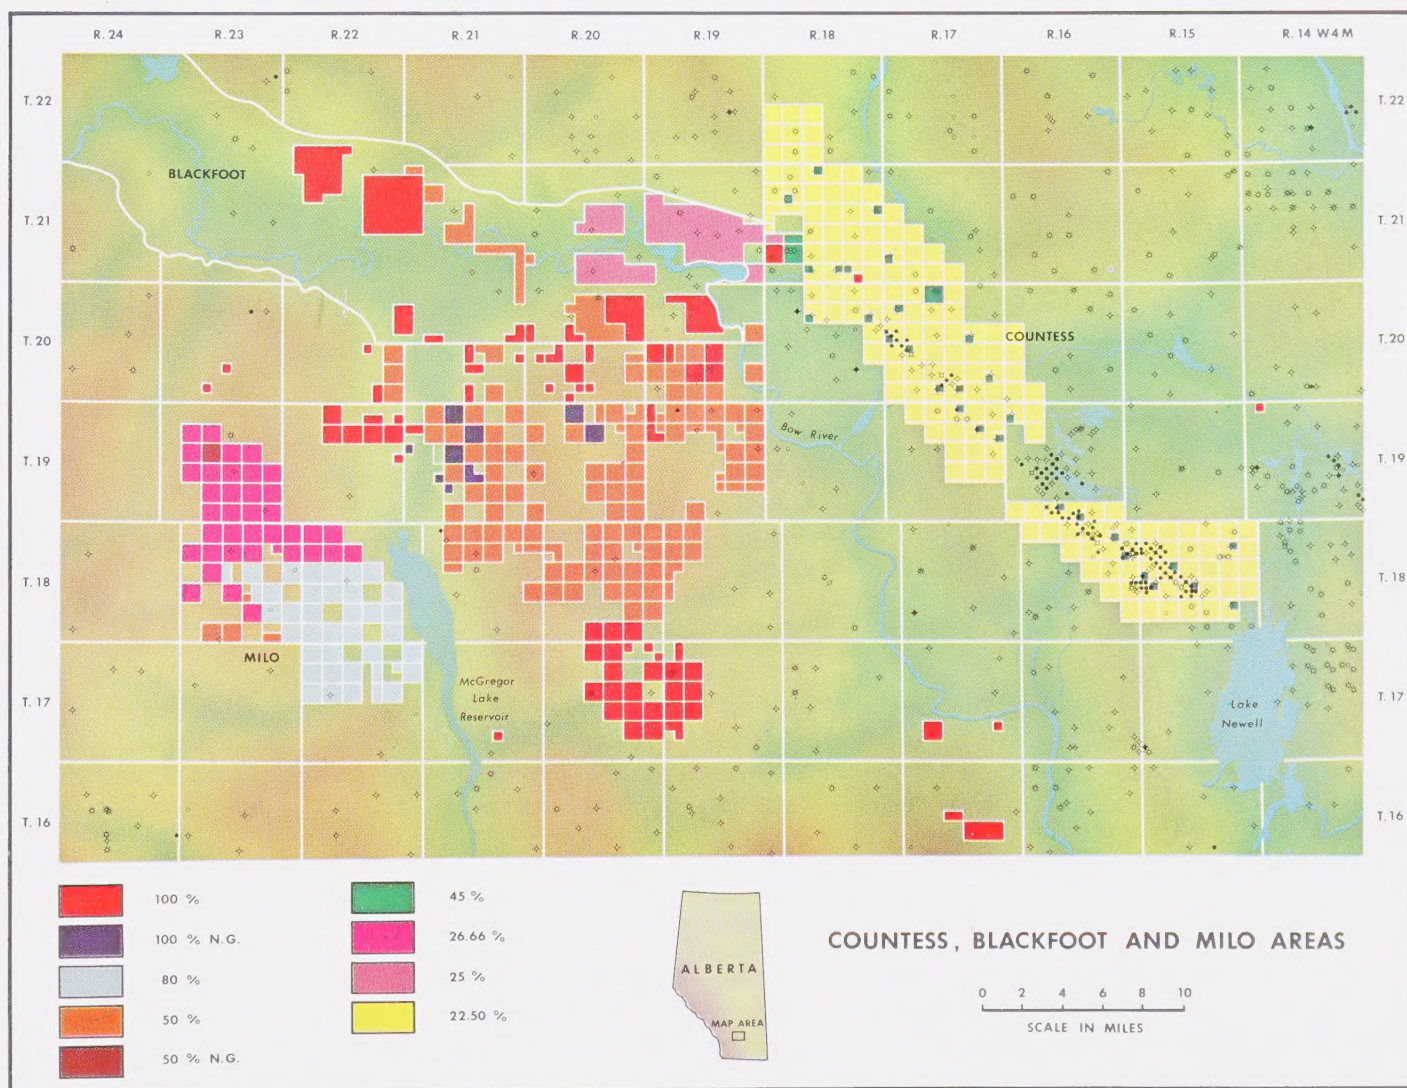 R. 24 R. 23 R. 22 R. 21 R. 20 R. 19 R. 18 R. 17 R. 16 R. 15 R. 14 W4M
T. 22 T. 22
BLACKFOOT
T. 21 T. 21
COUNTESS
T. 20 T. 20
Bow River
T. 19 T. 19
T. 18 T. 18
MILO
McGregor
Lake
Reservoir
T. 17 T. 17
Lake
Newell
T. 16 T. 16
100 %
100 % N.G.
80 %
50 %
50 % N.G.
45 %
26.66 %
25 %
22.50 %
ALBERTA
MAP AREA
COUNTESS, BLACKFOOT AND MILO AREAS
0 2 4 6 8 10
SCALE IN MILES